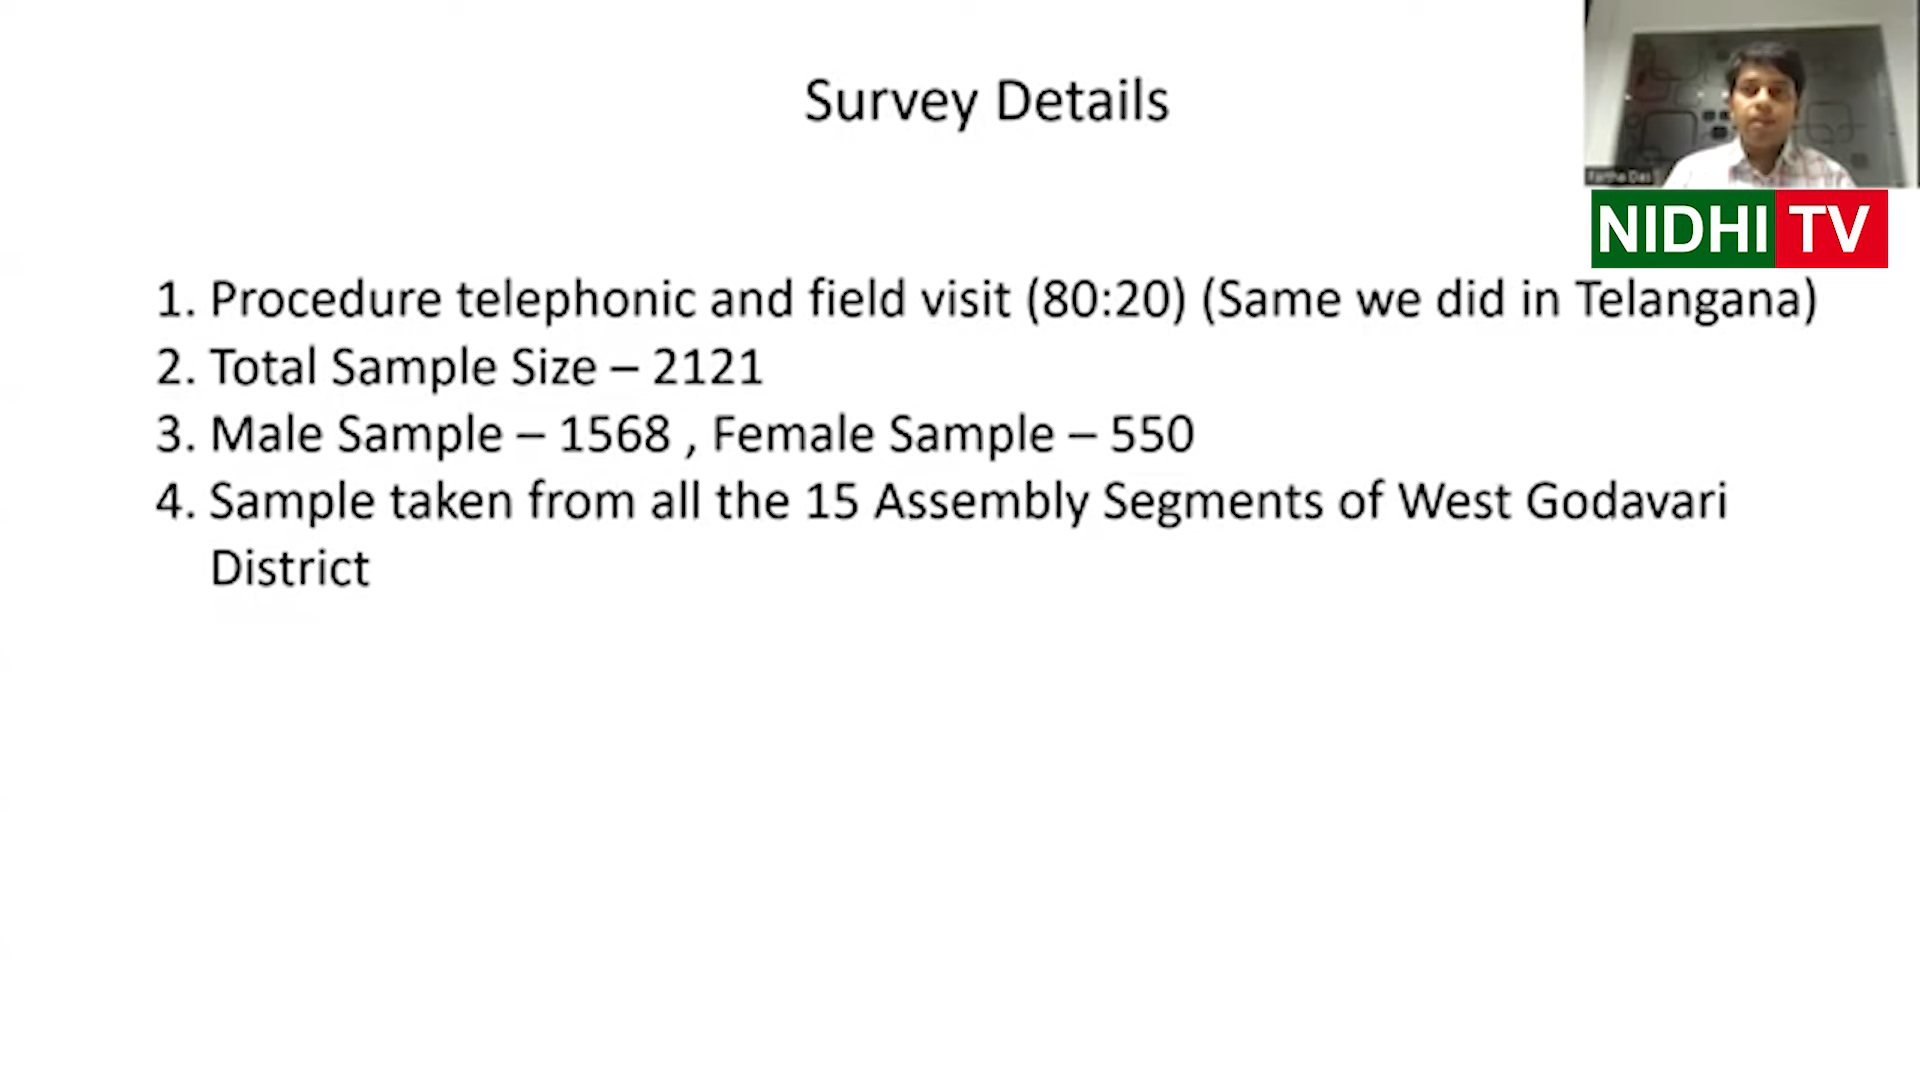 Survey Details
Partha Das
NIDHI TV
1. Procedure telephonic and field visit (80:20) (Same we did in Telangana)
2. Total Sample Size – 2121
3. Male Sample – 1568 , Female Sample – 550
4. Sample taken from all the 15 Assembly Segments of West Godavari
District